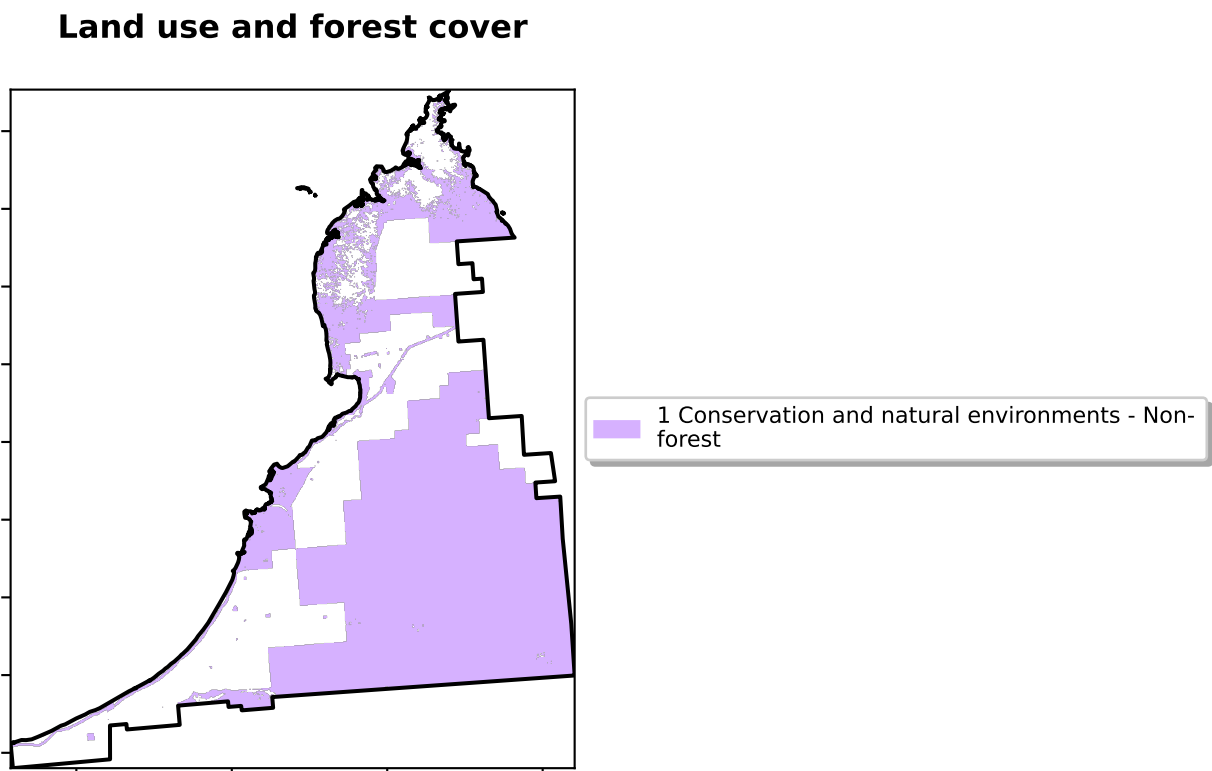 Land use and forest cover
1 Conservation and natural environments - Non-
forest